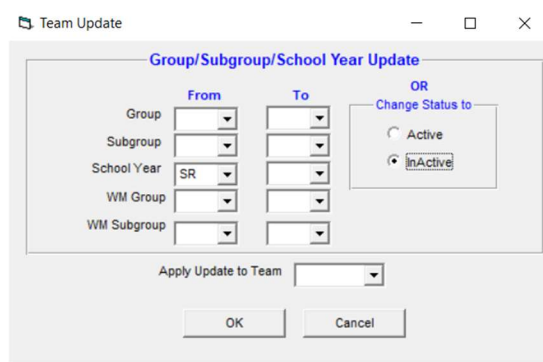 Team Update
Group/Subgroup/School Year Update
From To OR
Change Status to
Group
Active
Subgroup
InActive
School Year SR
WM Group
WM Subgroup
Apply Update to Team
OK Cancel